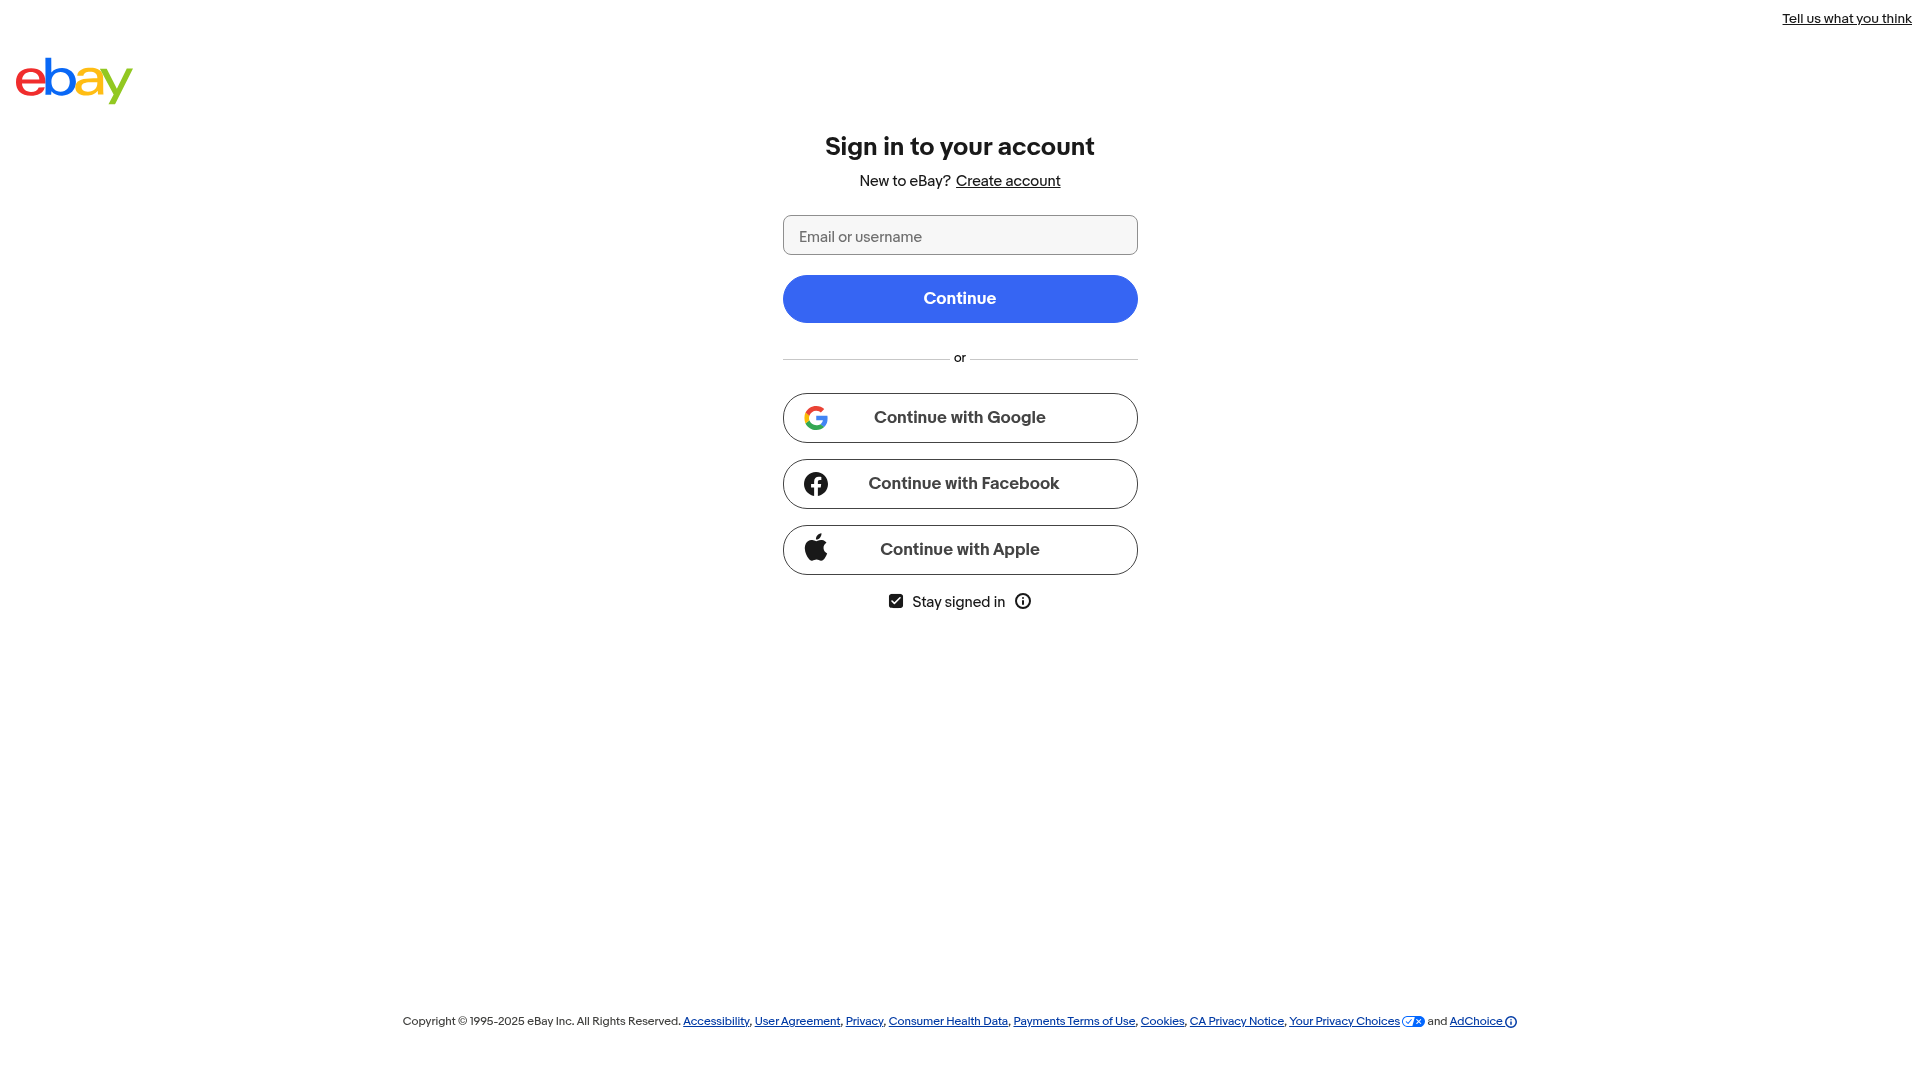 Tell us what you think
ebay
Sign in to your account
New to eBay? Create account
Email or username
Continue
or
Continue with Google
Continue with Facebook
Continue with Apple
Stay signed in
Copyright © 1995-2025 eBay Inc. All Rights Reserved. Accessibility, User Agreement, Privacy, Consumer Health Data, Payments Terms of Use, Cookies, CA Privacy Notice, Your Privacy Choices and AdChoice